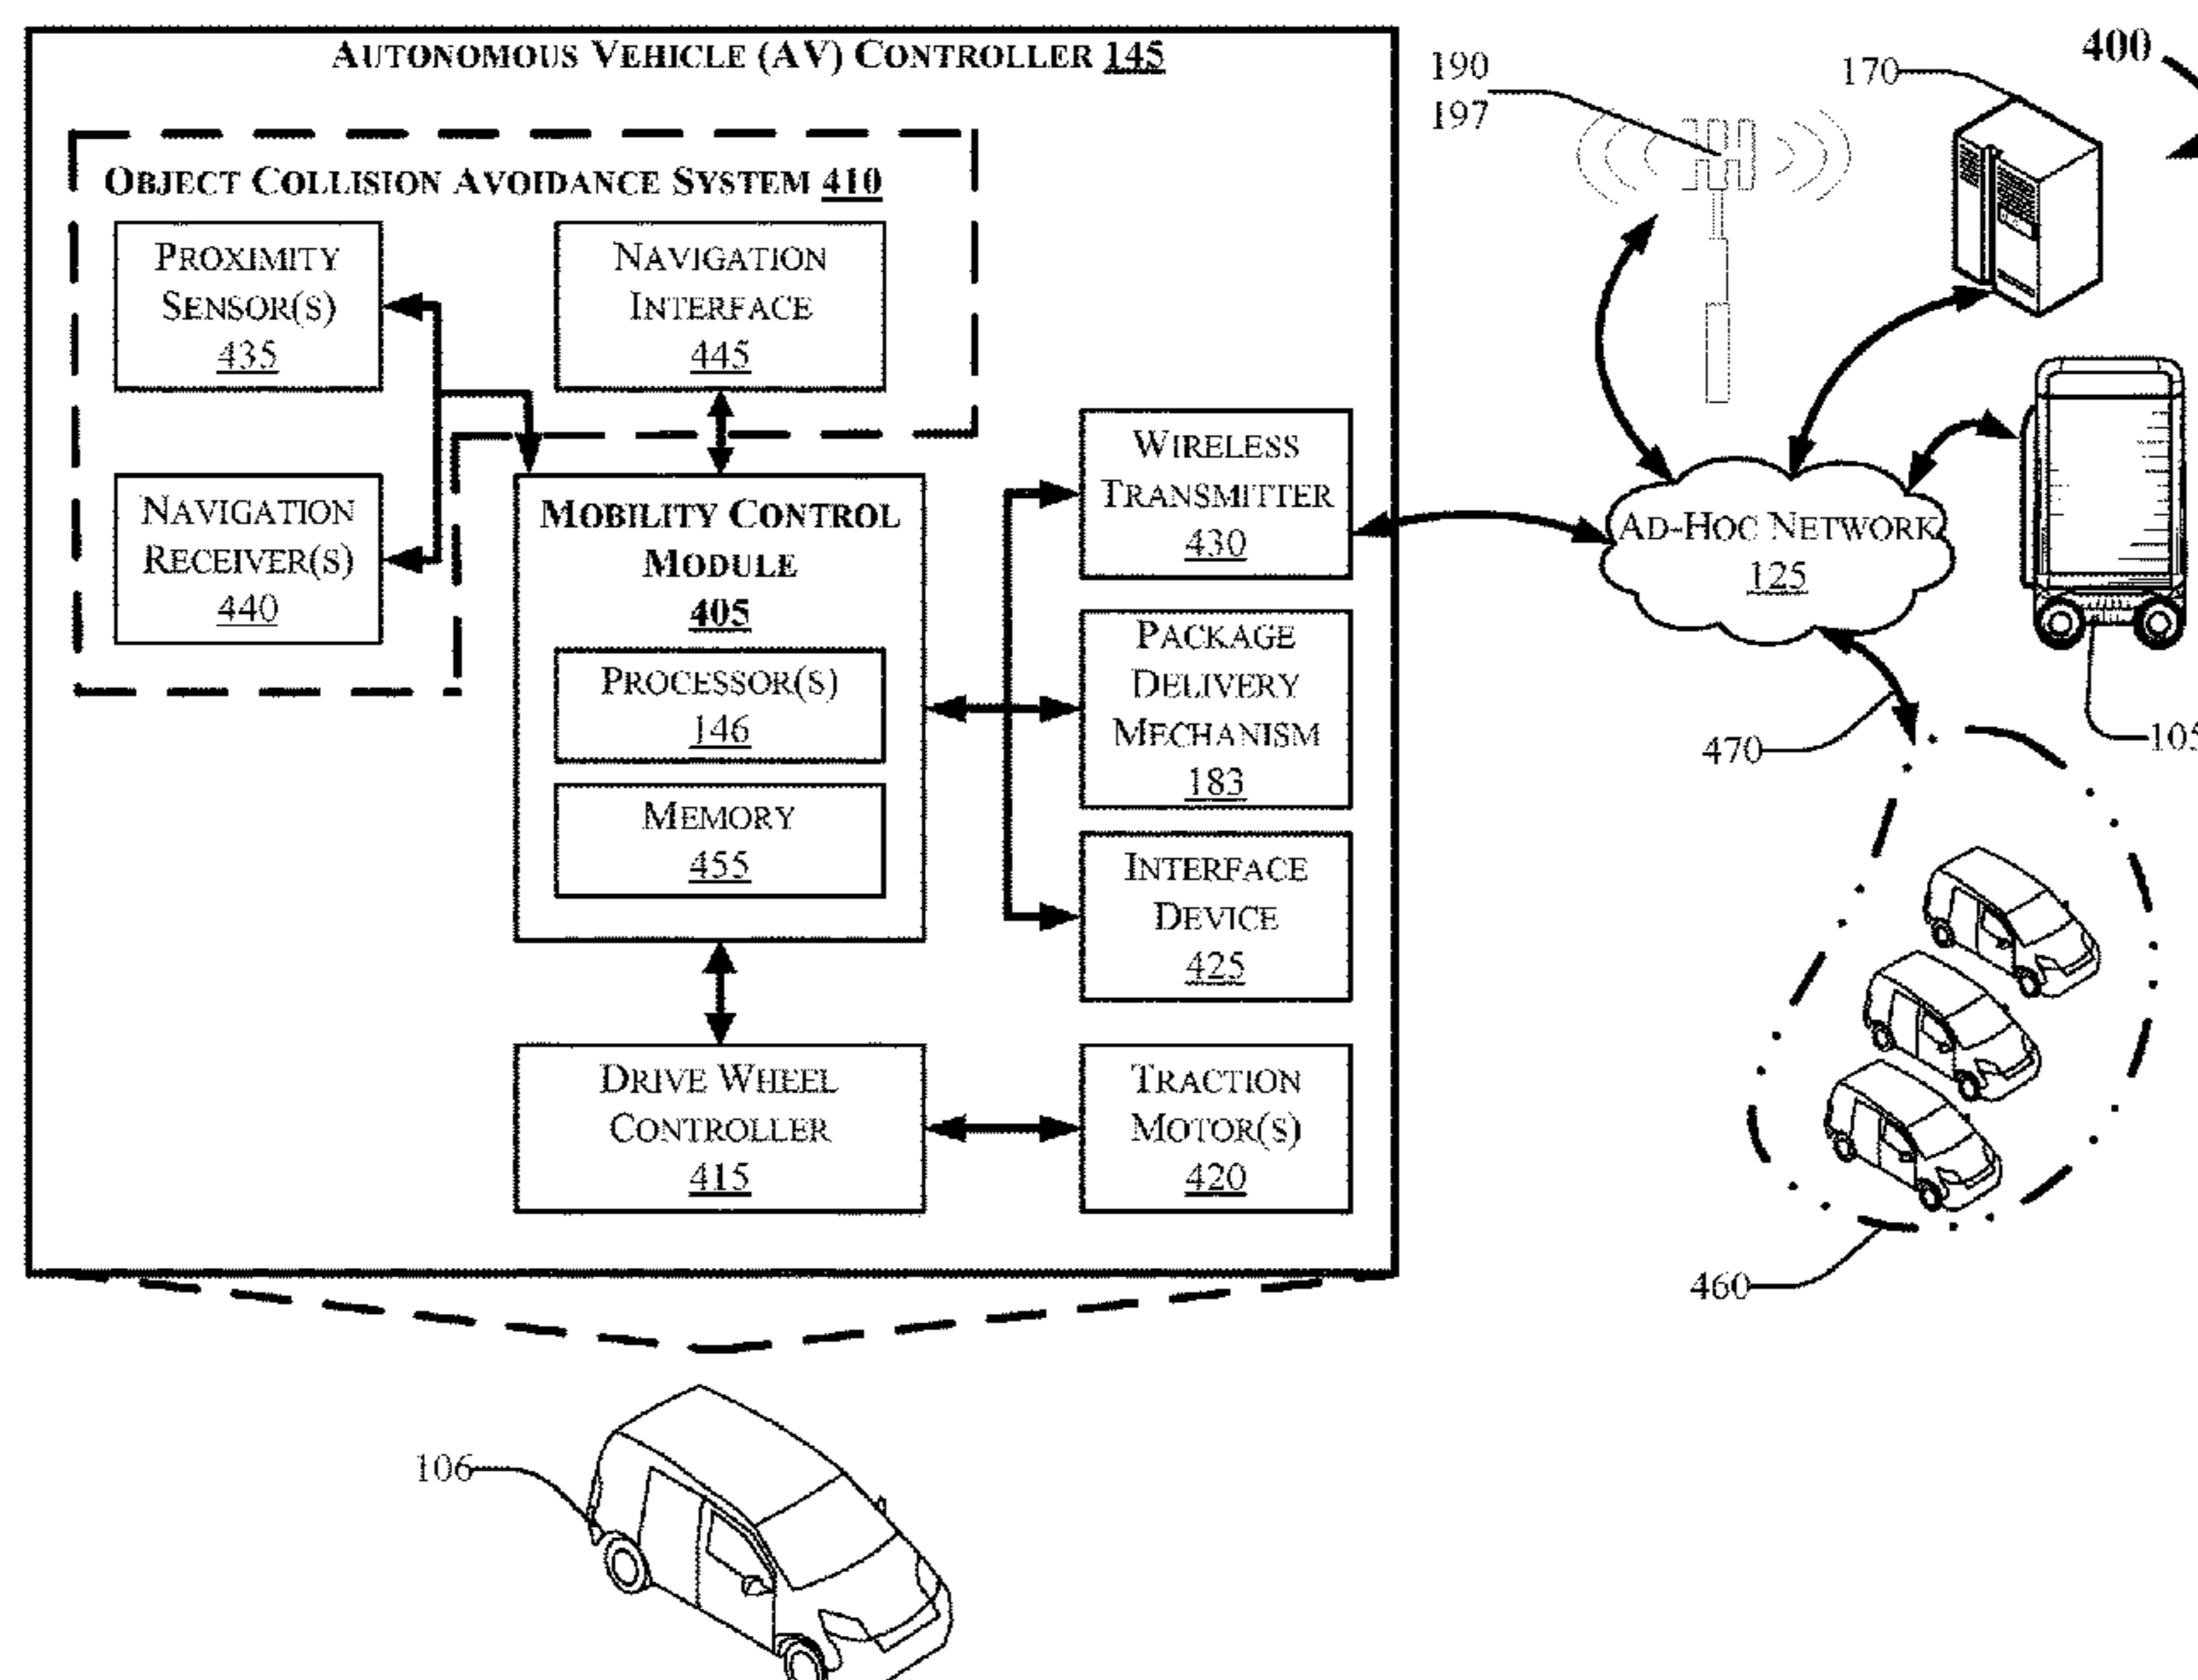 AUTONOMOUS VEHICLE (AV) CONTROLLER 145
OBJECT COLLISION AVOIDANCE SYSTEM 410
PROXIMITY
SENSOR(S)
435
NAVIGATION
INTERFACE
445
NAVIGATION
RECEIVER(S)
440
MOBILITY CONTROL
MODULE
405
PROCESSOR(S)
146
MEMORY
455
WIRELESS
TRANSMITTER
430
PACKAGE
DELIVERY
MECHANISM
183
INTERFACE
DEVICE
425
DRIVE WHEEL
CONTROLLER
415
TRACTION
MOTOR(S)
420
190
197
170
400
AD-HOC NETWORK
125
105
470
460
106